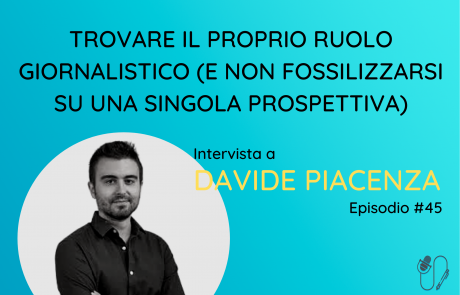 TROVARE IL PROPRIO RUOLO
GIORNALISTICO (E NON FOSSILIZZARSI
SU UNA SINGOLA PROSPETTIVA)
Intervista a
DAVIDE PIACENZA
Episodio #45